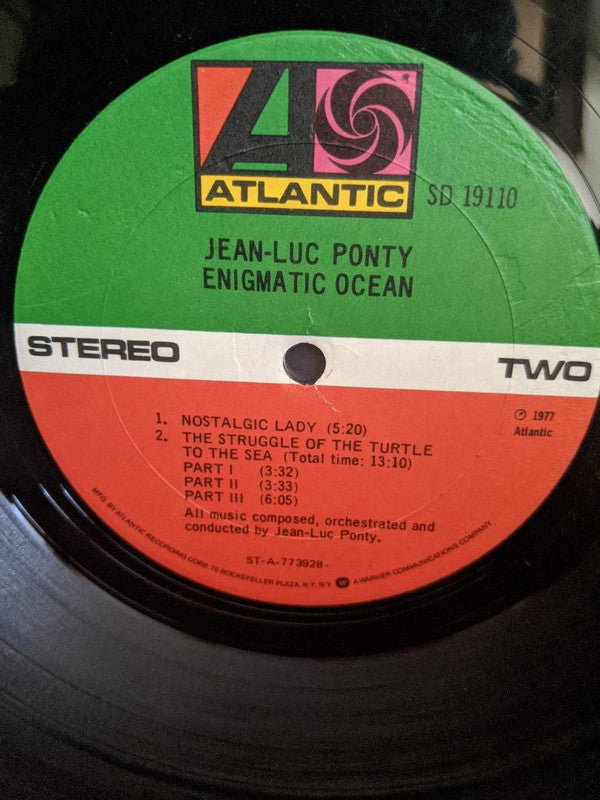 ATLANTIC
®
SD 19110
JEAN-LUC PONTY
ENIGMATIC OCEAN
STEREO
TWO
℗ 1977
Atlantic
1. NOSTALGIC LADY (5:20)
2. THE STRUGGLE OF THE TURTLE
TO THE SEA (Total time: 13:10)
PART I (3:32)
PART II (3:33)
PART III (6:05)
All music composed, orchestrated and
conducted by Jean-Luc Ponty.
ST-A-773928-
MFG. BY ATLANTIC RECORDING CORP. 75 ROCKEFELLER PLAZA, N.Y., N.Y. A WARNER COMMUNICATIONS COMPANY